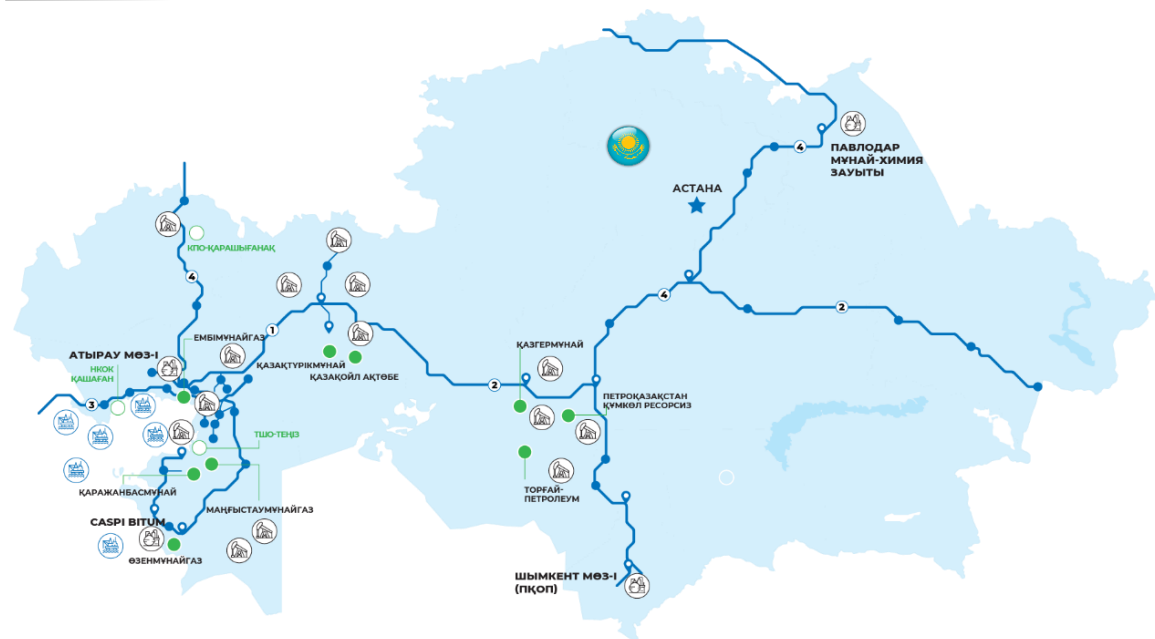 4
ПАВЛОДАР
МҰНАЙ-ХИМИЯ
ЗАУЫТЫ
АСТАНА
КПО-ҚАРАШЫҒАНАҚ
4
4
2
1
ЕМБІМҰНАЙГАЗ
АТЫРАУ МӨЗ-І
НКОК
ҚАШАҒАН
ҚАЗАҚТҮРІКМҰНАЙ
ҚАЗАҚОЙЛ АҚТӨБЕ
ҚАЗГЕРМҰНАЙ
2
3
ПЕТРОҚАЗАҚСТАН
ҚҰМКӨЛ РЕСОРСИЗ
ТШО-ТЕҢІЗ
ҚАРАЖАНБАСМҰНАЙ
МАҢҒЫСТАУМҰНАЙГАЗ
ТОРҒАЙ-
ПЕТРОЛЕУМ
CASPI BITUM
ӨЗЕНМҰНАЙГАЗ
ШЫМКЕНТ МӨЗ-І
(ПҚОП)